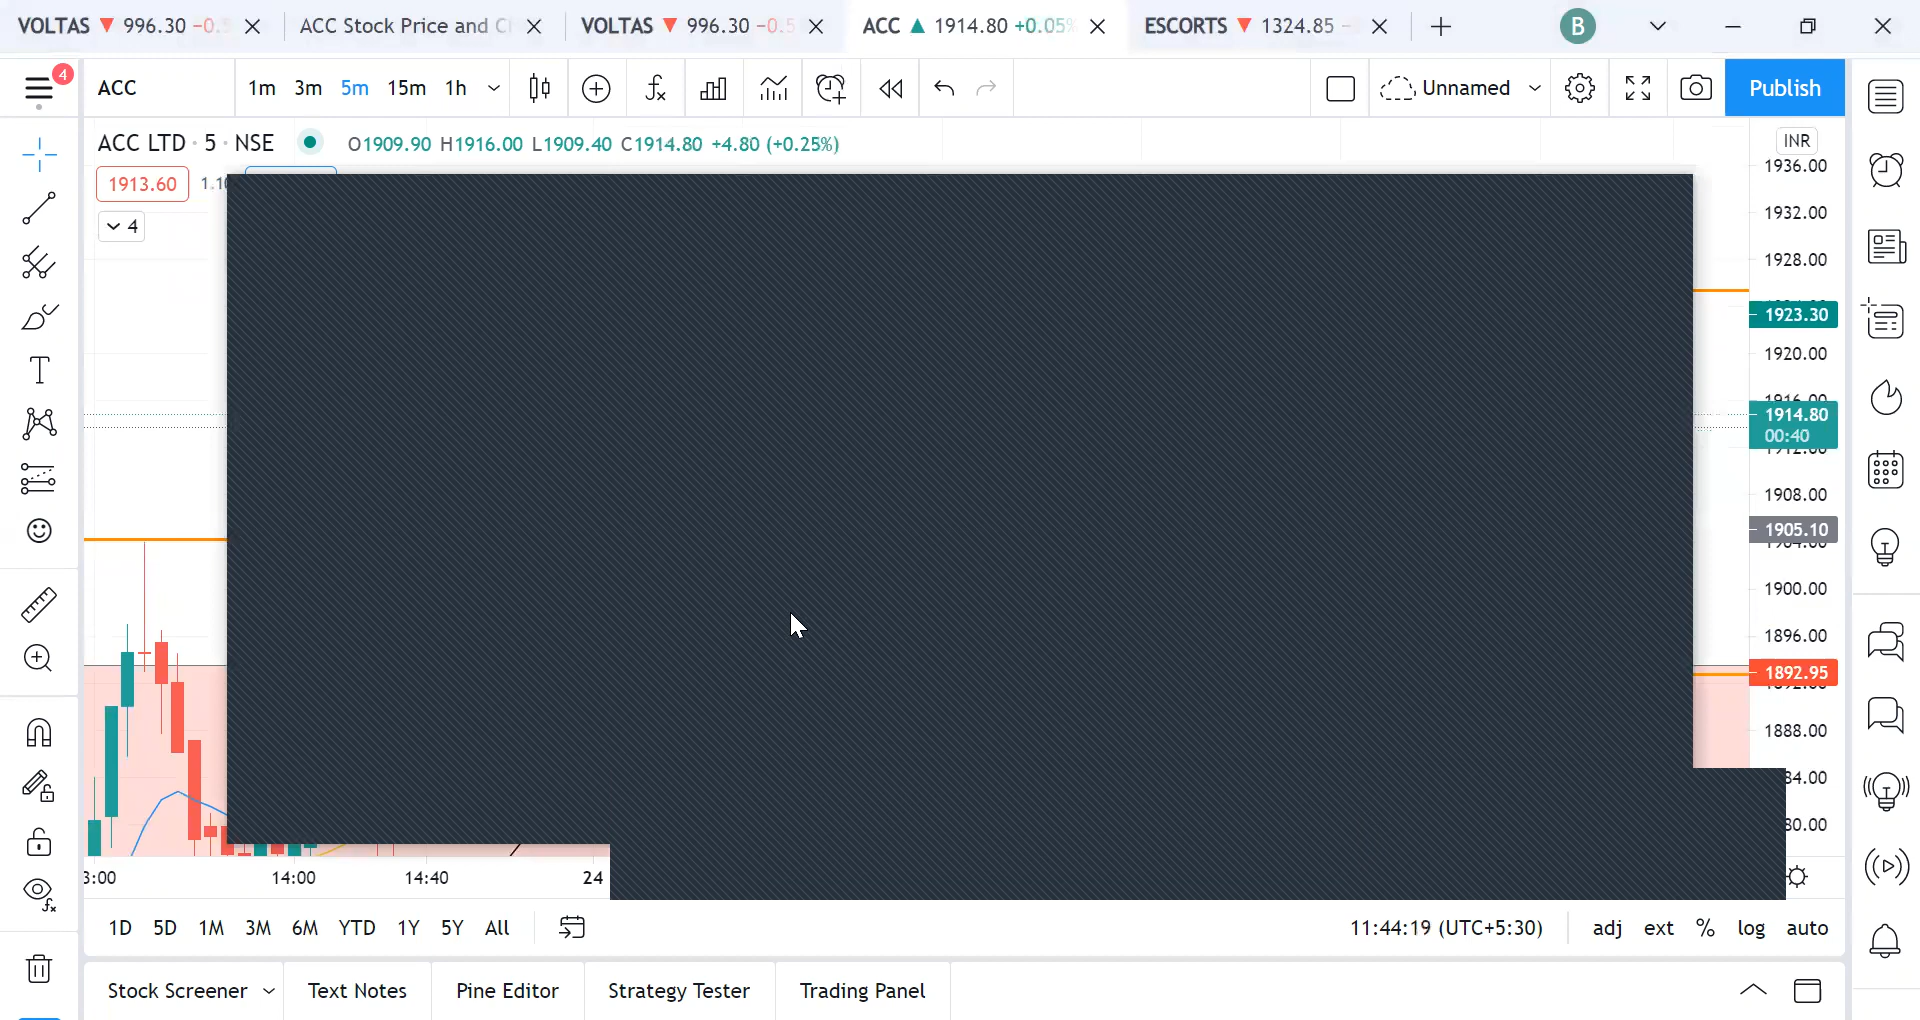 VOLTAS ▼ 996.30 −0.5
ACC Stock Price and C
VOLTAS ▼ 996.30 −0.5
ACC ▲ 1914.80 +0.05%
ESCORTS ▼ 1324.85 −
B
4
ACC
1m 3m 5m 15m 1h
Unnamed
Publish
ACC LTD · 5 · NSE
O1909.90 H1916.00 L1909.40 C1914.80 +4.80 (+0.25%)
INR
1913.60
4
1936.00
1932.00
1928.00
1923.30
1920.00
1914.80
00:40
1908.00
1905.10
1900.00
1896.00
1892.95
1888.00
14:00
14:40
24
1D 5D 1M 3M 6M YTD 1Y 5Y All
11:44:19 (UTC+5:30)
adj ext % log auto
Stock Screener
Text Notes
Pine Editor
Strategy Tester
Trading Panel